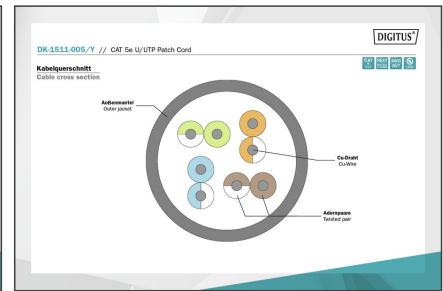 DIGITUS®
DK-1511-005/Y // CAT 5e U/UTP Patch Cord
Kabelquerschnitt
Cable cross section
Außenmantel
Outer jacket
Cu-Draht
Cu-Wire
Adernpaare
Twisted pair